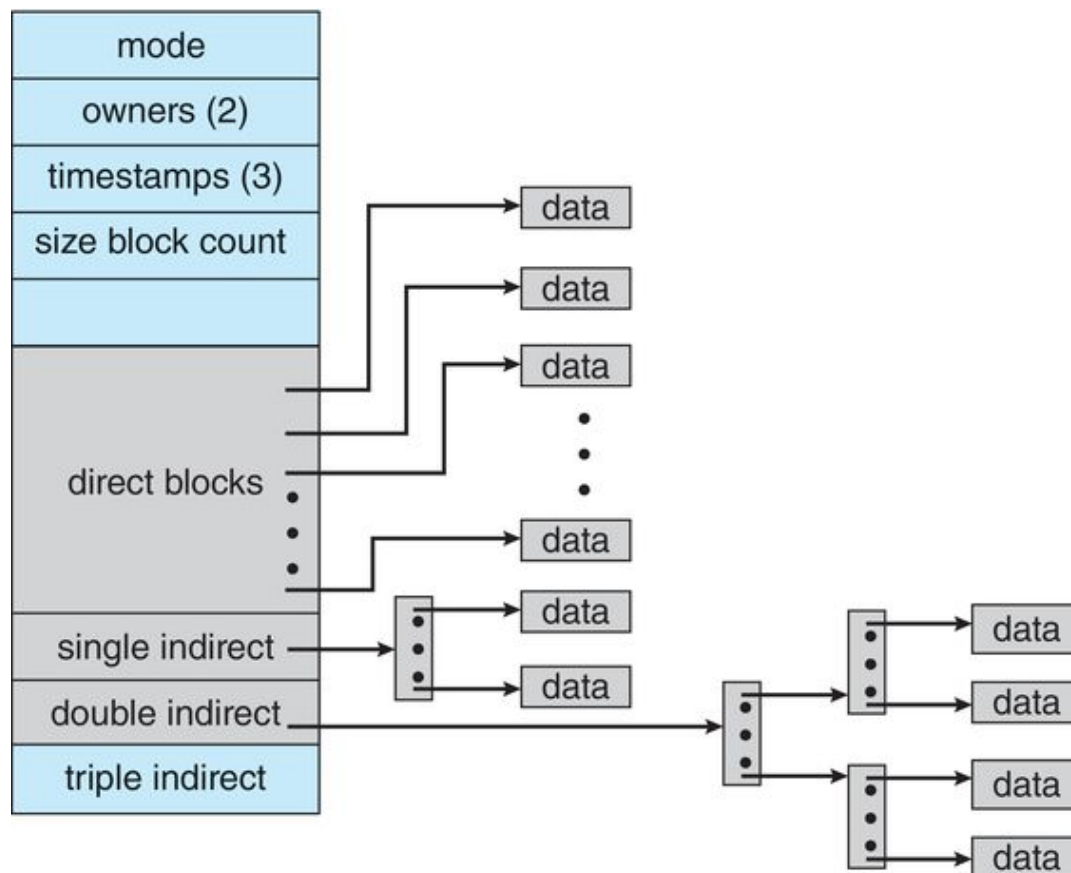 mode
owners (2)
timestamps (3)
size block count
direct blocks
single indirect
double indirect
triple indirect
data
data
data
data
data
data
data
data
data
data